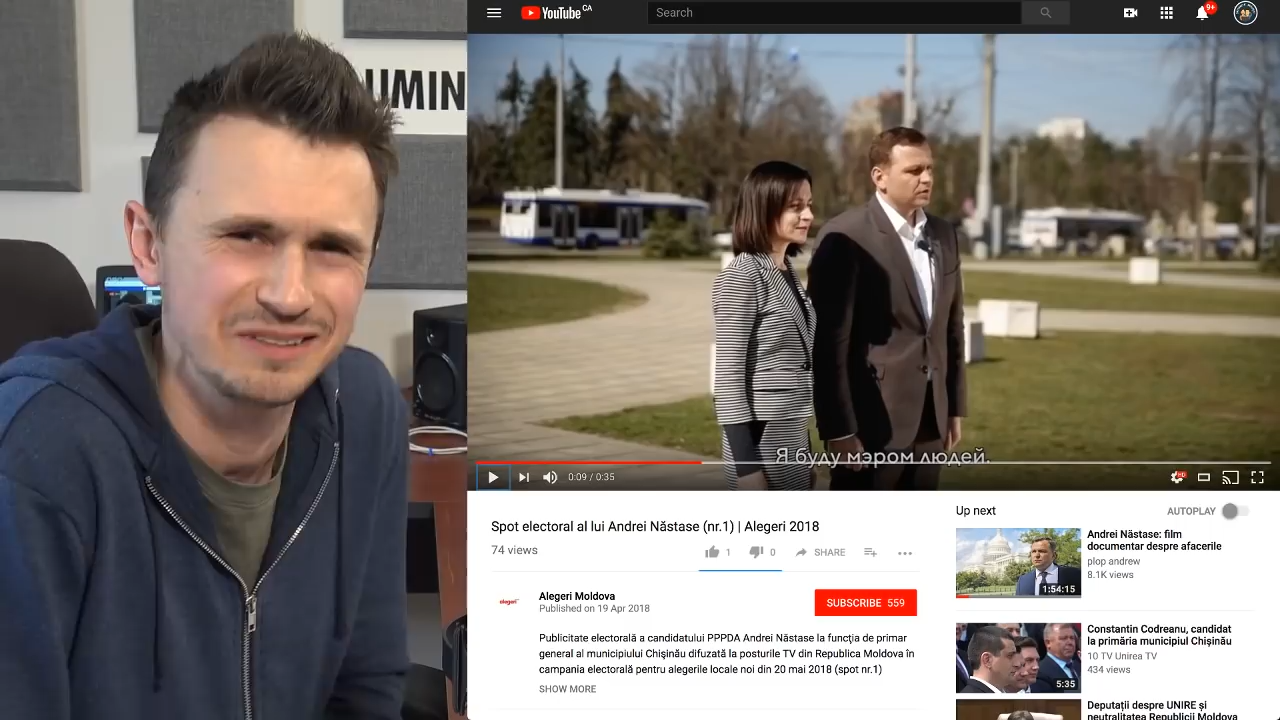 UMIN
YouTube CA
Search
9+
Я буду мэром людей.
0:09 / 0:35
HD
Spot electoral al lui Andrei Năstase (nr.1) | Alegeri 2018
74 views
1
0
SHARE
alegeri
Alegeri Moldova
Published on 19 Apr 2018
SUBSCRIBE 559
Publicitate electorală a candidatului PPPDA Andrei Năstase la funcția de primar
general al municipiului Chișinău difuzată la posturile TV din Republica Moldova în
campania electorală pentru alegerile locale noi din 20 mai 2018 (spot nr.1)
SHOW MORE
Up next
AUTOPLAY
Andrei Năstase: film
documentar despre afacerile
plop andrew
8.1K views
1:54:15
Constantin Codreanu, candidat
la primăria municipiul Chișinău
10 TV Unirea TV
434 views
5:35
Deputații despre UNIRE și
neutralitatea Republicii Moldova